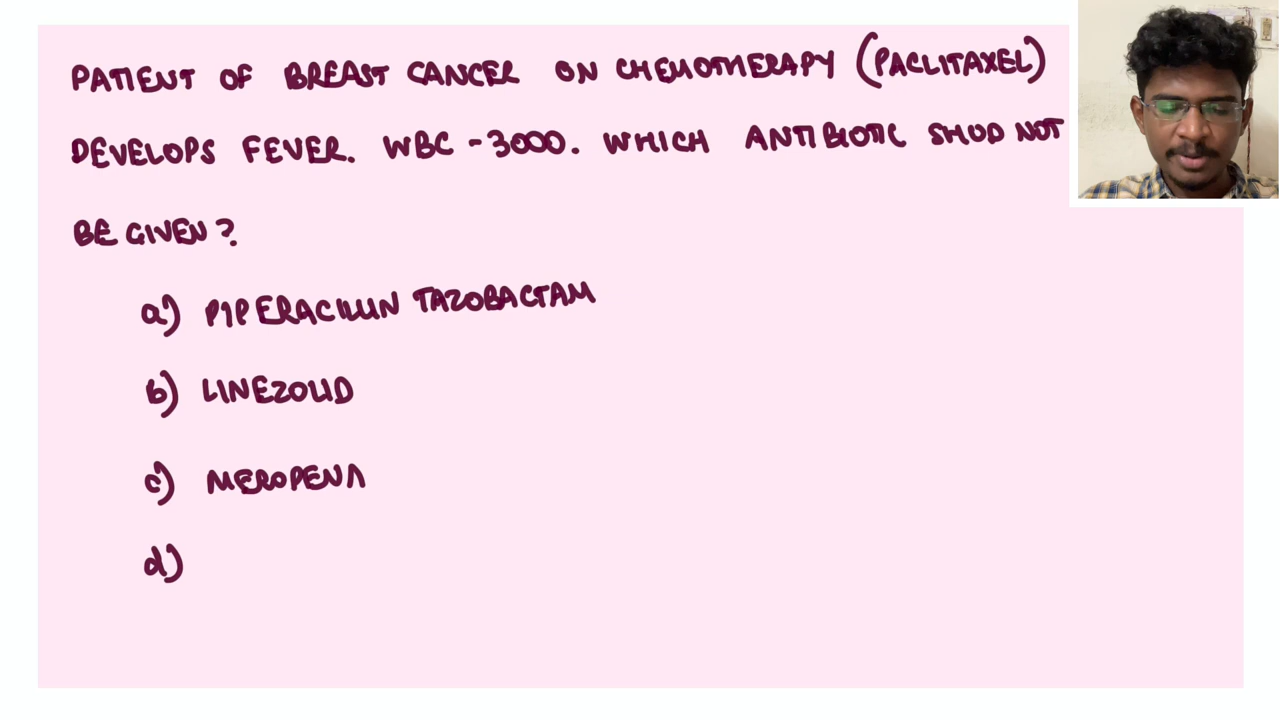 PATIENT OF BREAST CANCER ON CHEMOTHERAPY (PACLITAXEL)
DEVELOPS FEVER. WBC - 3000. WHICH ANTIBIOTIC SHOUD NOT
BE GIVEN?
a) PIPERACILLIN TAZOBACTAM
b) LINEZOLID
c) MEROPENA
d)